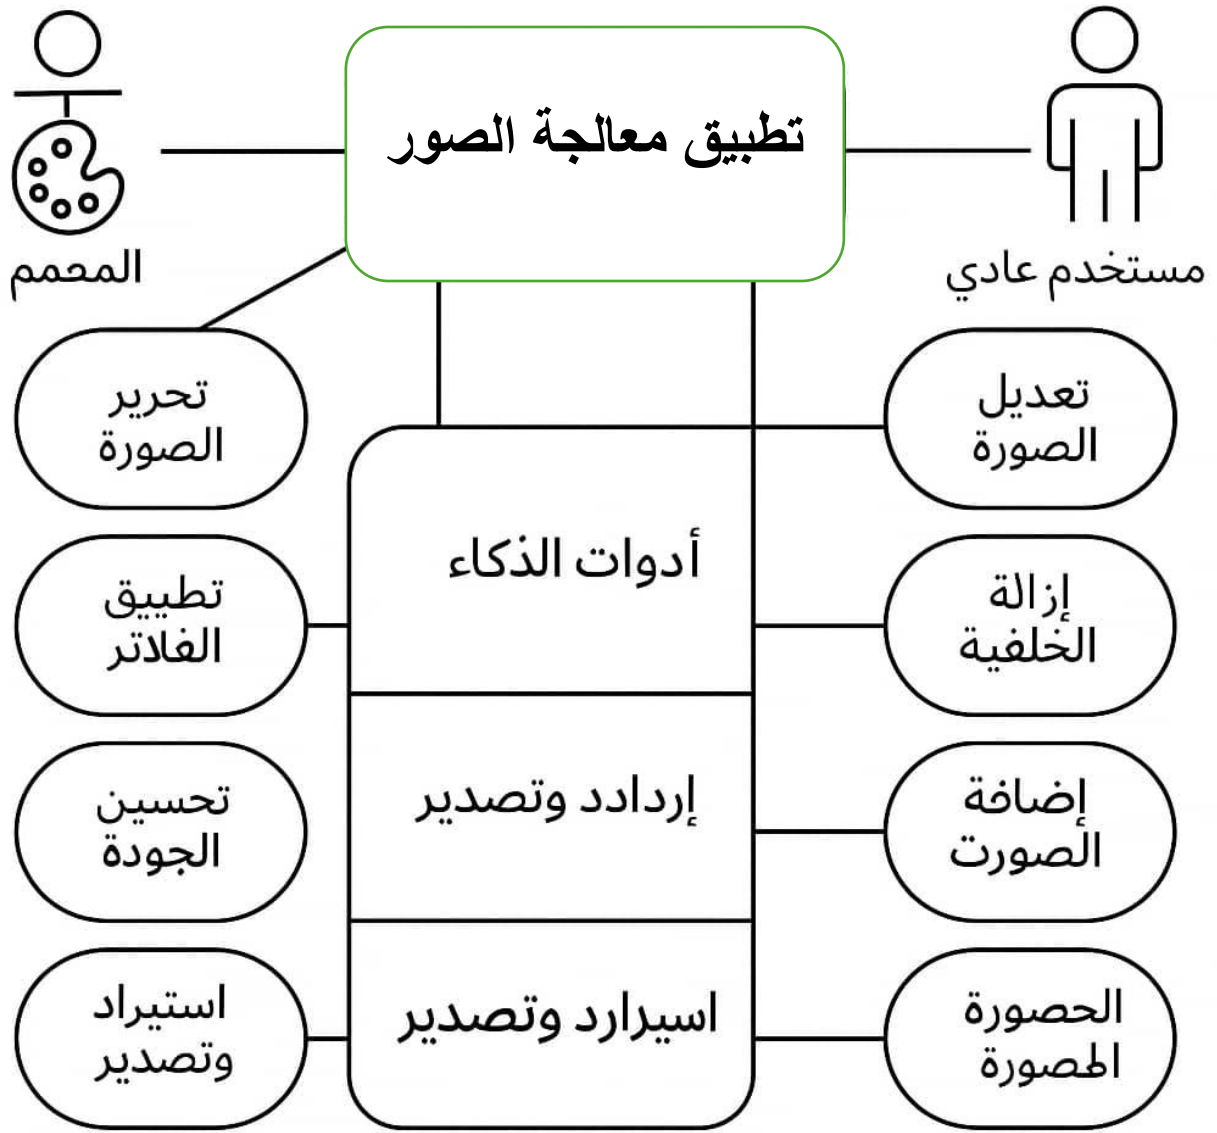 تطبيق معالجة الصور
مستخدم عادي
المصمم
تعديل
الصورة
تحرير
الصورة
أدوات الذكاء
إزالة
الخلفية
تطبيق
الفلاتر
إضافة
الصورت
إردادد وتصدير
تحسين
الجودة
الحصورة
المصورة
اسيرارد وتصدير
استيراد
وتصدير